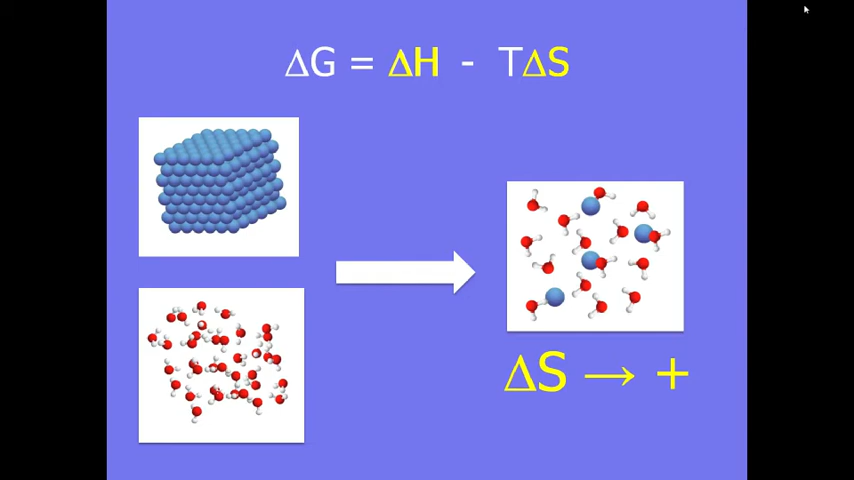 ΔG = ΔH - TΔS
ΔS → +